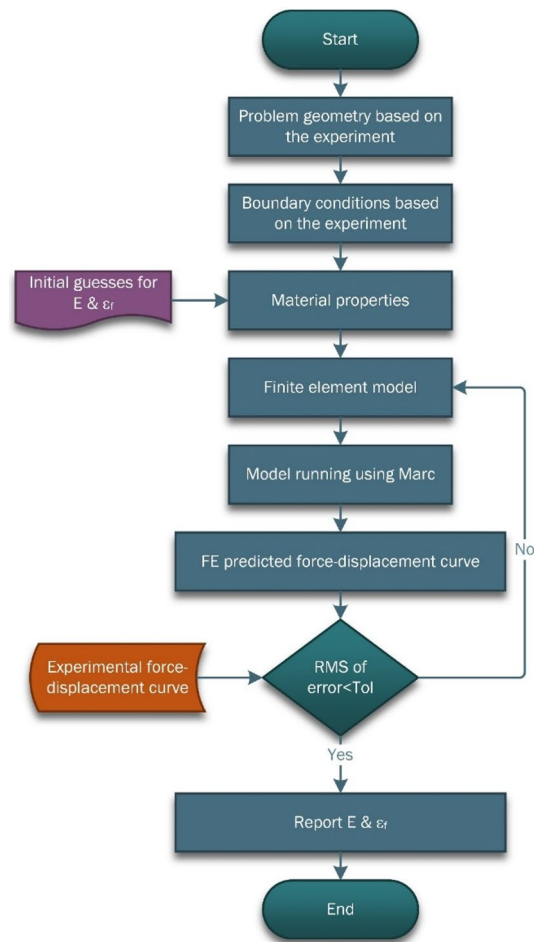 Start
Problem geometry based on
the experiment
Boundary conditions based
on the experiment
Initial guesses for
E & εf
Material properties
Finite element model
Model running using Marc
FE predicted force-displacement curve
No
Experimental force-
displacement curve
RMS of
error<Tol
Yes
Report E & εf
End